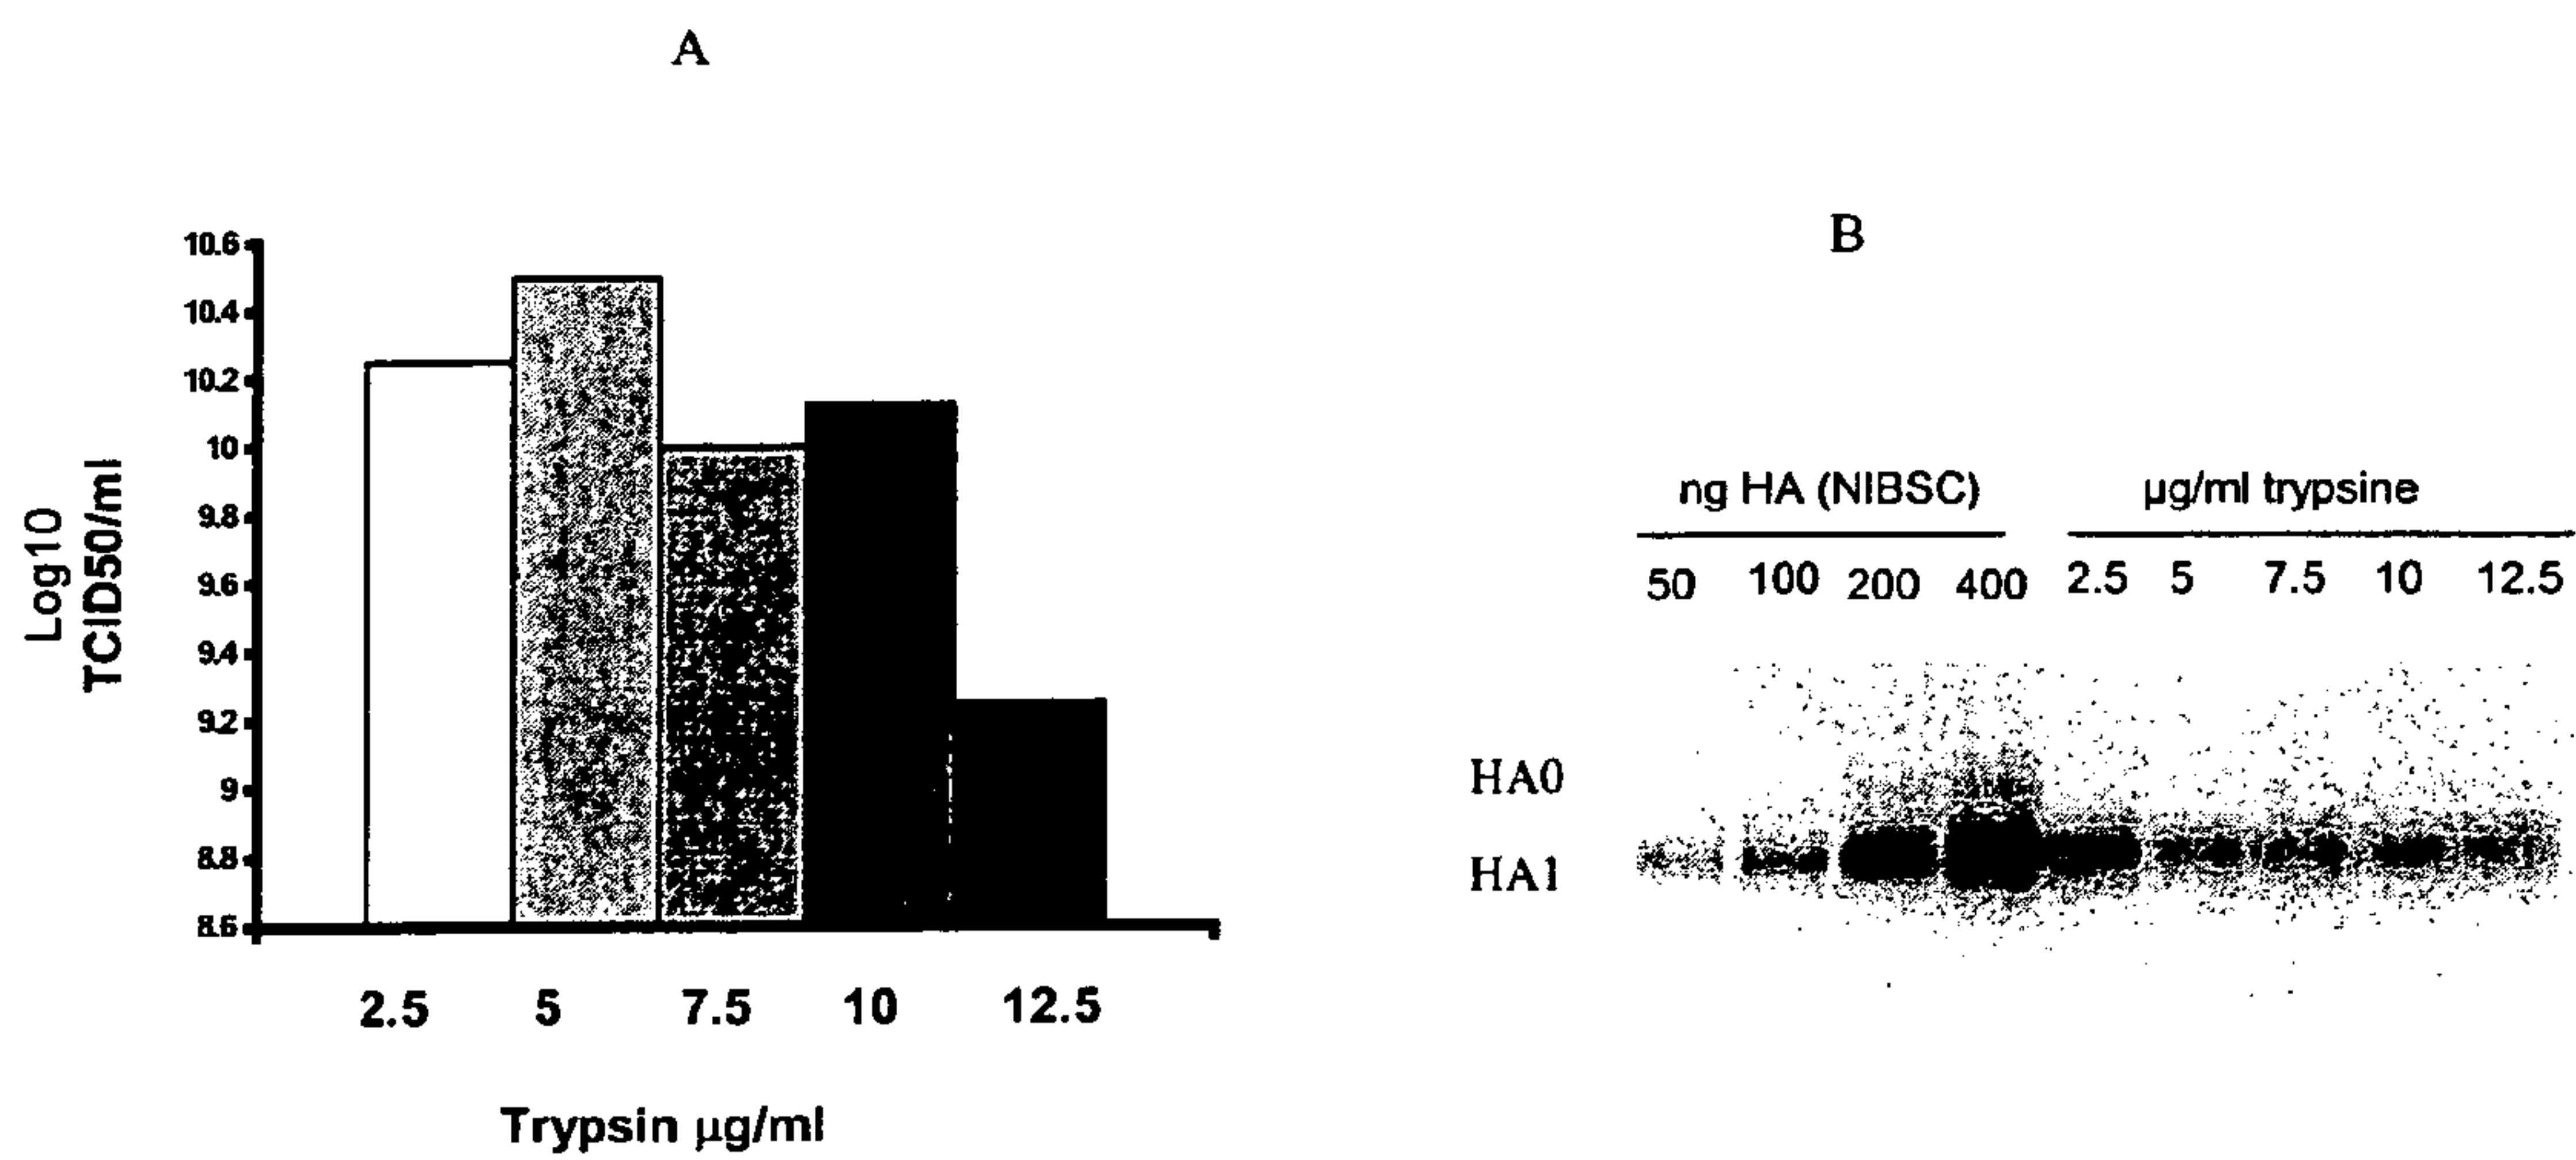 A
10.6
10.4
10.2
10
9.8
9.6
9.4
9.2
9
8.8
8.6
Log10
TCID50/ml
2.5 5 7.5 10 12.5
Trypsin µg/ml
B
ng HA (NIBSC) µg/ml trypsine
50 100 200 400 2.5 5 7.5 10 12.5
HA0
HA1